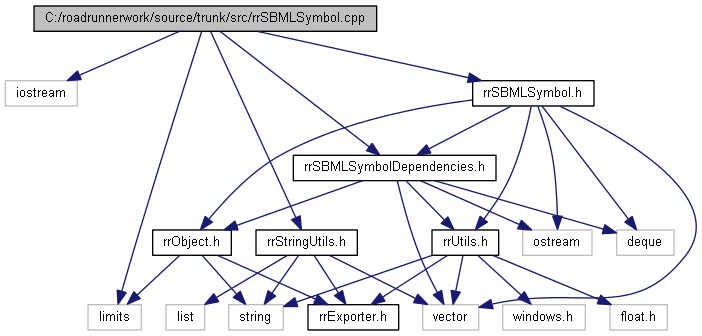 C:/roadrunnerwork/source/trunk/src/rrSBMLSymbol.cpp
iostream
rrSBMLSymbol.h
rrSBMLSymbolDependencies.h
rrObject.h
rrStringUtils.h
rrUtils.h
ostream
deque
limits
list
string
rrExporter.h
vector
windows.h
float.h